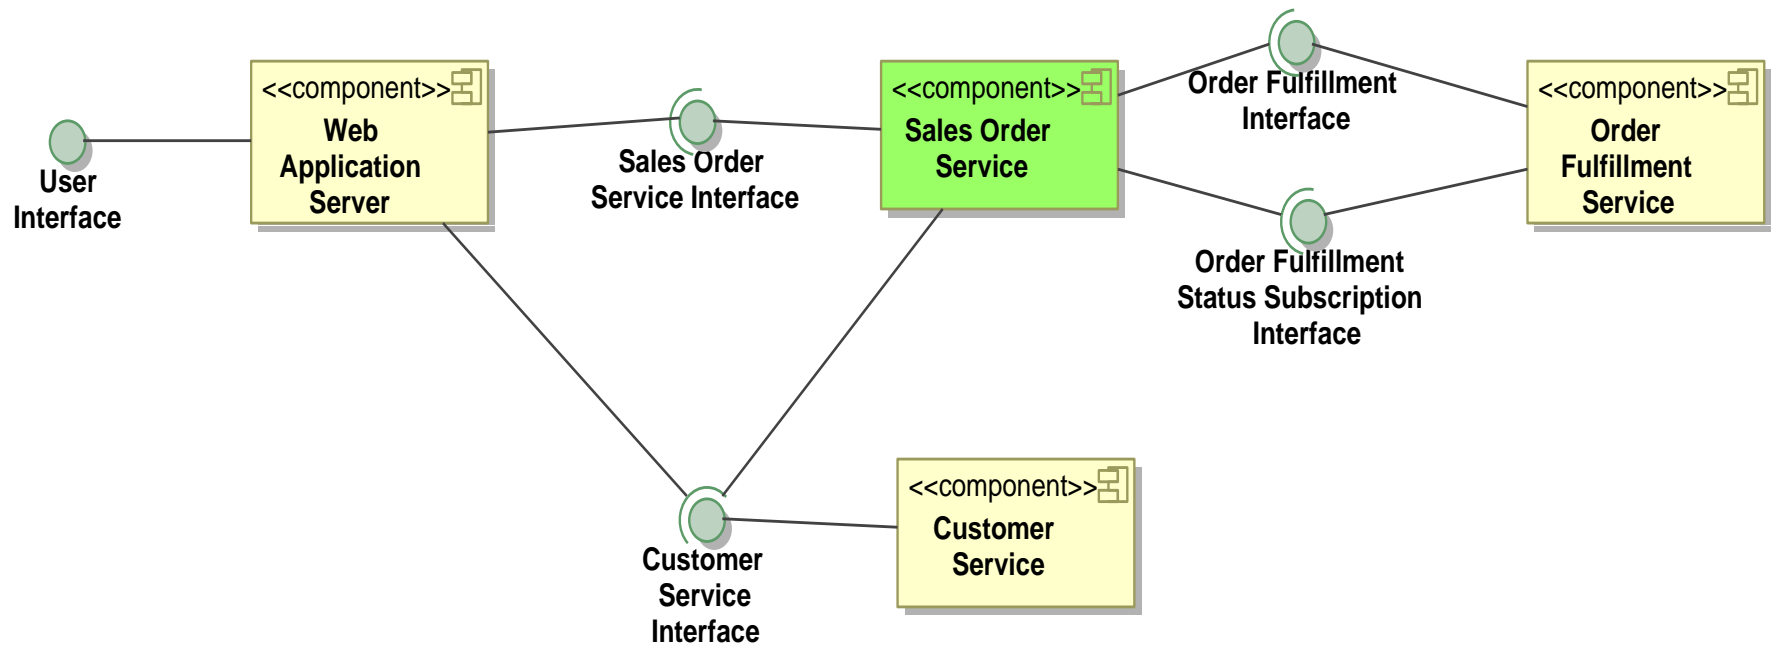 User
Interface
<<component>>
Web
Application
Server
Sales Order
Service Interface
<<component>>
Sales Order
Service
Order Fulfillment
Interface
<<component>>
Order
Fulfillment
Service
Order Fulfillment
Status Subscription
Interface
Customer
Service
Interface
<<component>>
Customer
Service